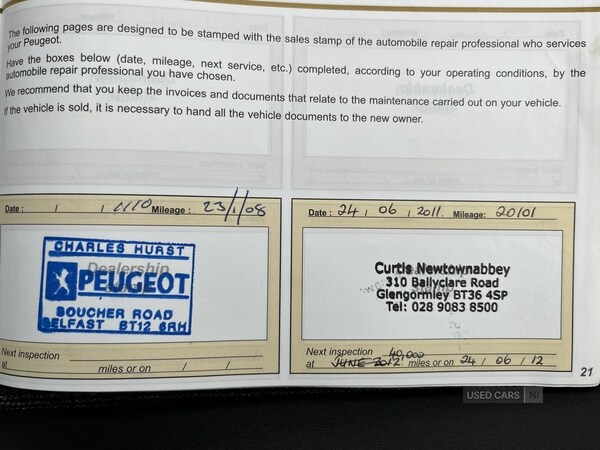 The following pages are designed to be stamped with the sales stamp of the automobile repair professional who services
your Peugeot.
Have the boxes below (date, mileage, next service, etc.) completed, according to your operating conditions, by the
automobile repair professional you have chosen.
We recommend that you keep the invoices and documents that relate to the maintenance carried out on your vehicle.
If the vehicle is sold, it is necessary to hand all the vehicle documents to the new owner.
Date : / / 1110 Mileage : 23/1/08
CHARLES HURST
Dealership
PEUGEOT
BOUCHER ROAD
BELFAST BT12 6RH
Next inspection
at miles or on / /
Date : 24 / 06 / 2011. Mileage: 20101
Curtis Newtownabbey
310 Ballyclare Road
Glengormley BT36 4SP
Tel: 028 9083 8500
Next inspection 40,000
at JUNE 2012. miles or on 24 / 06 / 12
21
USED CARS NI